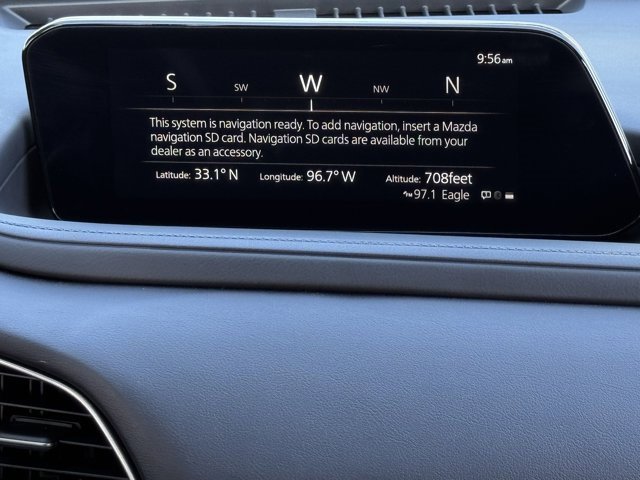 9:56am
S SW W NW N
This system is navigation ready. To add navigation, insert a Mazda
navigation SD card. Navigation SD cards are available from your
dealer as an accessory.
Latitude: 33.1° N Longitude: 96.7° W Altitude: 708feet
FM 97.1 Eagle